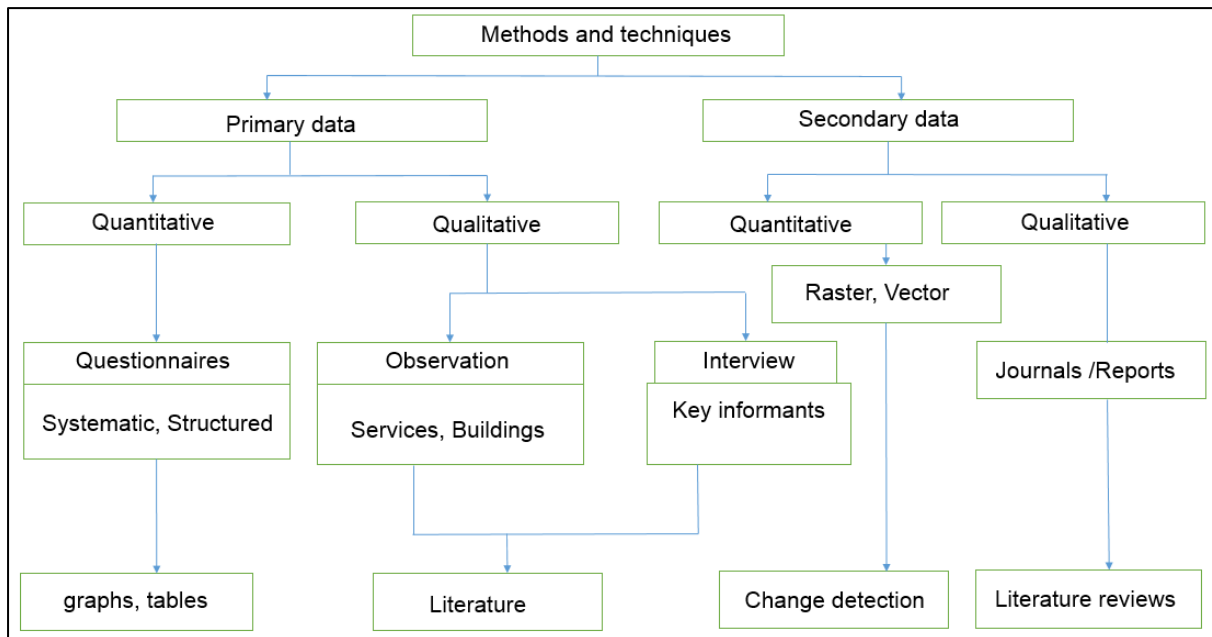 Methods and techniques
Primary data
Secondary data
Quantitative
Qualitative
Quantitative
Qualitative
Raster, Vector
Questionnaires
Observation
Interview
Journals /Reports
Systematic, Structured
Services, Buildings
Key informants
graphs, tables
Literature
Change detection
Literature reviews